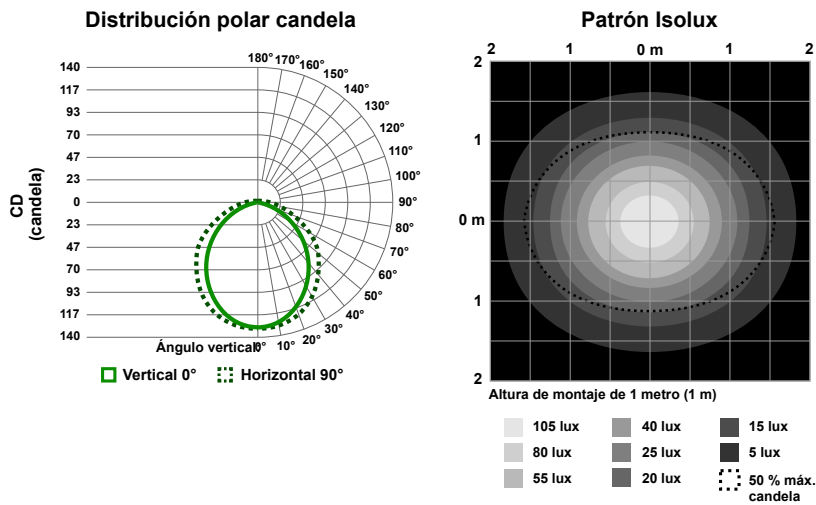 Distribución polar candela
180° 170° 160° 150° 140° 130° 120° 110° 100° 90° 80° 70° 60° 50° 40° 30° 20° 10° 0°
140
117
93
70
47
23
0
23
47
70
93
117
140
CD
(candela)
Ángulo vertical
Vertical 0°
Horizontal 90°
Patrón Isolux
2 1 0 m 1 2
2
1
0 m
1
2
Altura de montaje de 1 metro (1 m)
105 lux
40 lux
15 lux
80 lux
25 lux
5 lux
55 lux
20 lux
50 % máx.
candela